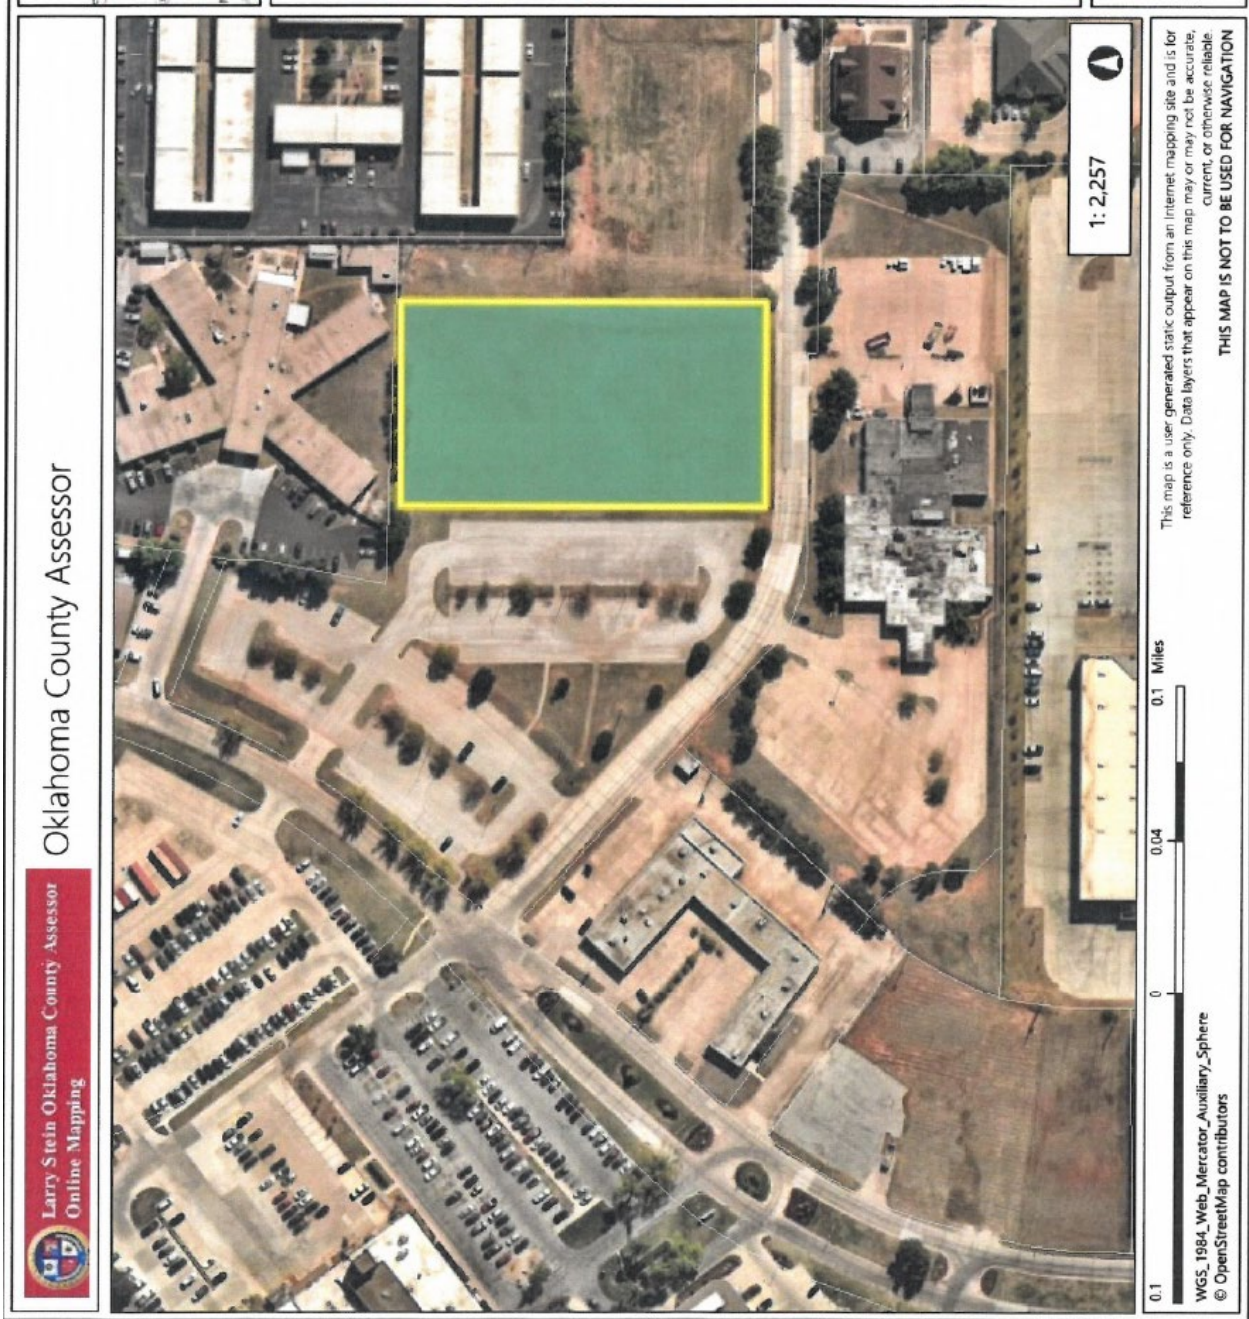 Larry Stein Oklahoma County Assessor
Online Mapping
Oklahoma County Assessor
1: 2,257
0.1
0
0.04
0.1
Miles
WGS_1984_Web_Mercator_Auxiliary_Sphere
© OpenStreetMap contributors
This map is a user generated static output from an Internet mapping site and is for
reference only. Data layers that appear on this map may or may not be accurate,
current, or otherwise reliable.
THIS MAP IS NOT TO BE USED FOR NAVIGATION